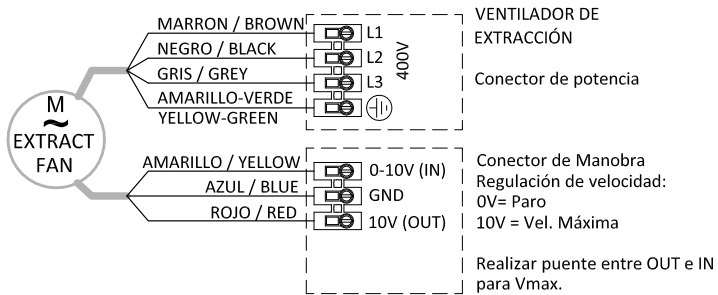 MARRON / BROWN
NEGRO / BLACK
GRIS / GREY
AMARILLO-VERDE
YELLOW-GREEN
L1
L2
L3
400V
VENTILADOR DE
EXTRACCIÓN
Conector de potencia
M
~
EXTRACT
FAN
AMARILLO / YELLOW
AZUL / BLUE
ROJO / RED
0-10V (IN)
GND
10V (OUT)
Conector de Manobra
Regulación de velocidad:
0V= Paro
10V = Vel. Máxima
Realizar puente entre OUT e IN
para Vmax.